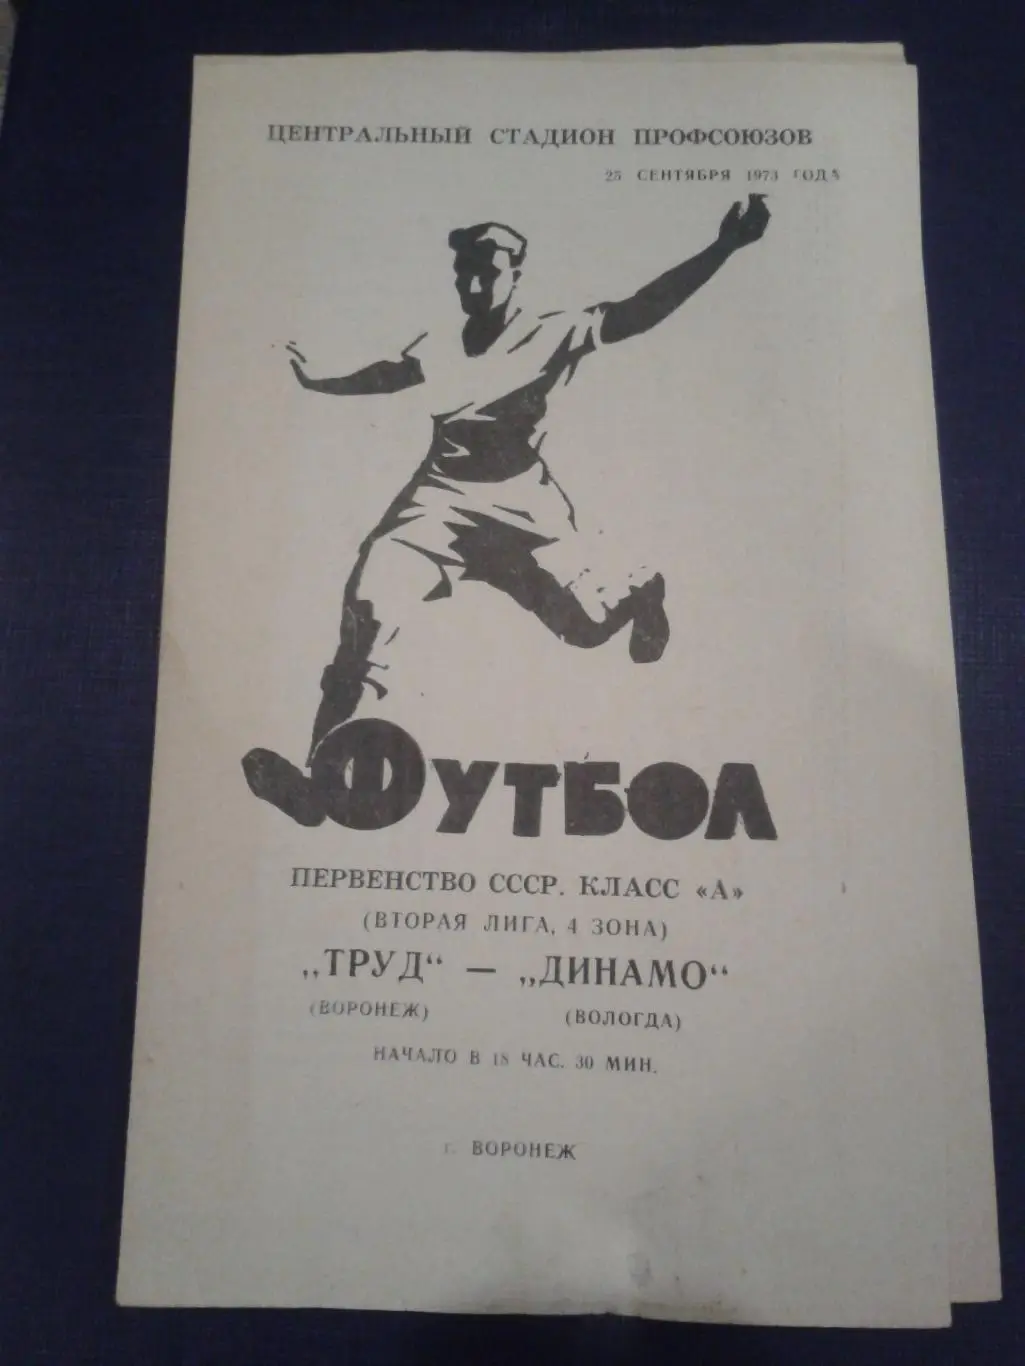 ЦЕНТРАЛЬНЫЙ СТАДИОН ПРОФСОЮЗОВ
25 СЕНТЯБРЯ 1973 ГОДА
ФУТБОЛ
ПЕРВЕНСТВО СССР. КЛАСС «А»
(ВТОРАЯ ЛИГА, 4 ЗОНА)
„ТРУД“ — „ДИНАМО“
(ВОРОНЕЖ) (ВОЛОГДА)
НАЧАЛО В 18 ЧАС. 30 МИН.
г. ВОРОНЕЖ